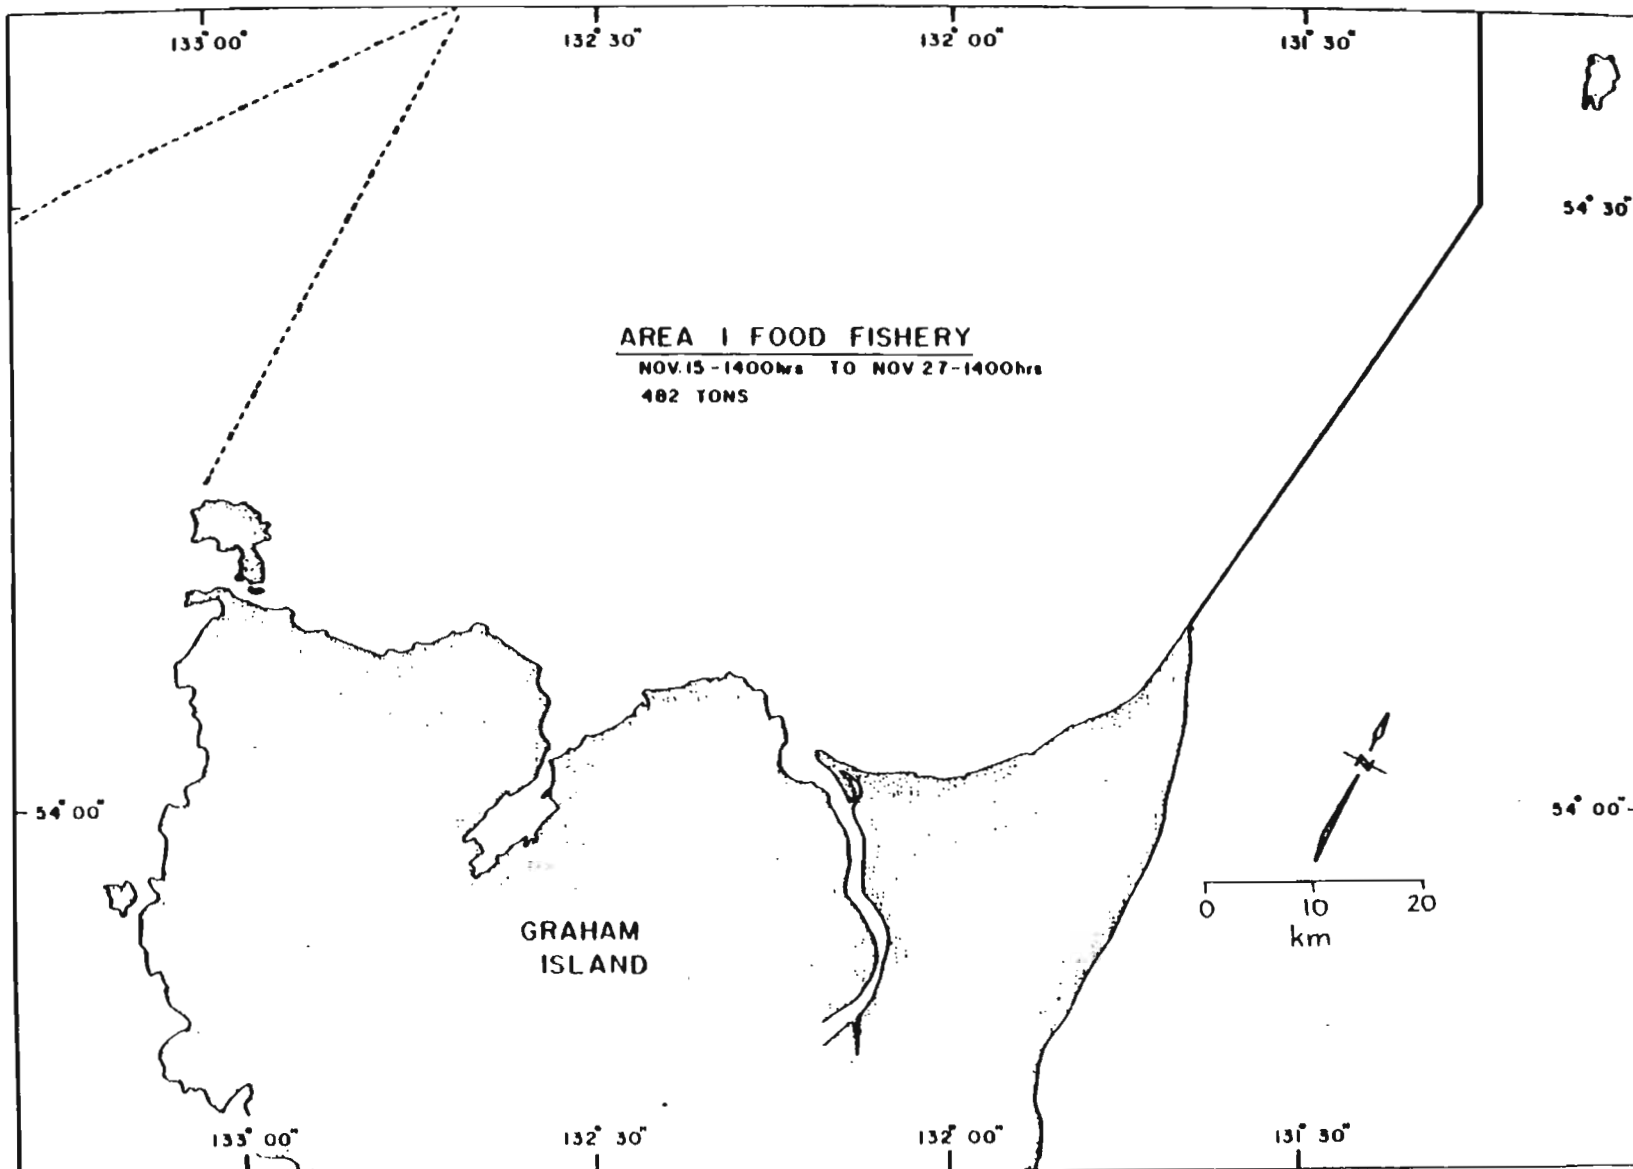 133° 00" 132° 30" 132° 00" 131° 30"
54° 30"
AREA 1 FOOD FISHERY
NOV.15-1400hrs TO NOV 27-1400hrs
482 TONS
54° 00" 54° 00"
N
0 10 20
km
GRAHAM
ISLAND
133° 00" 132° 30" 132° 00" 131° 30"